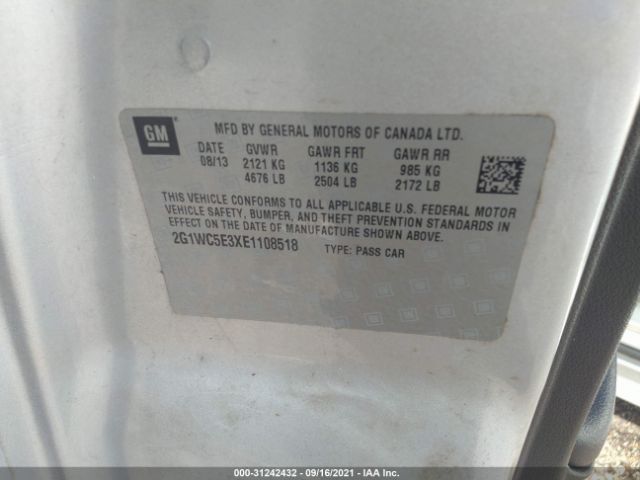 GM
MFD BY GENERAL MOTORS OF CANADA LTD.
DATE GVWR GAWR FRT GAWR RR
08/13 2121 KG 1136 KG 985 KG
4676 LB 2504 LB 2172 LB
THIS VEHICLE CONFORMS TO ALL APPLICABLE U.S. FEDERAL MOTOR
VEHICLE SAFETY, BUMPER, AND THEFT PREVENTION STANDARDS IN
EFFECT ON THE DATE OF MANUFACTURE SHOWN ABOVE.
2G1WC5E3XE1108518 TYPE: PASS CAR
000-31242432 - 09/16/2021 - IAA Inc.